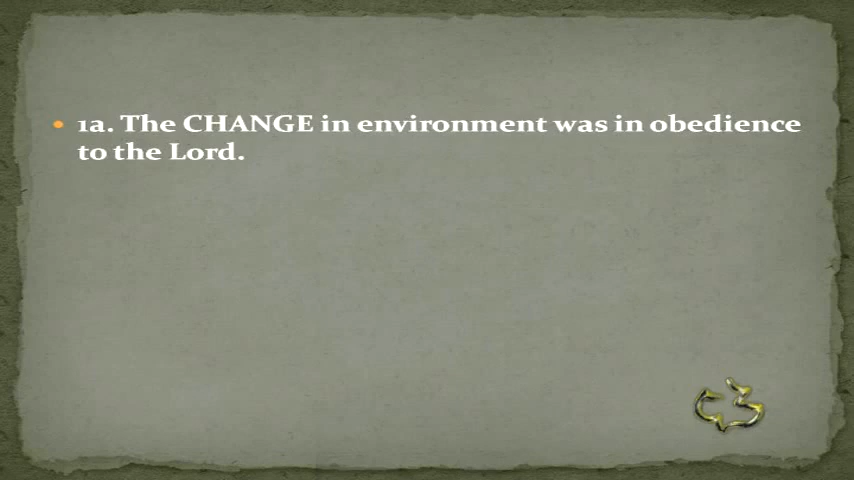 • 1a. The CHANGE in environment was in obedience
to the Lord.